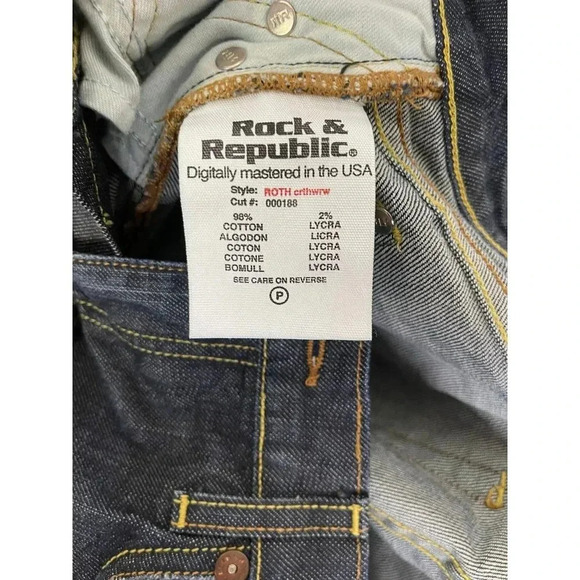 Rock &
Republic®
Digitally mastered in the USA
Style: ROTH crthwrw
Cut #: 000188
98% 2%
COTTON LYCRA
ALGODON LICRA
COTON LYCRA
COTONE LYCRA
BOMULL LYCRA
SEE CARE ON REVERSE
P